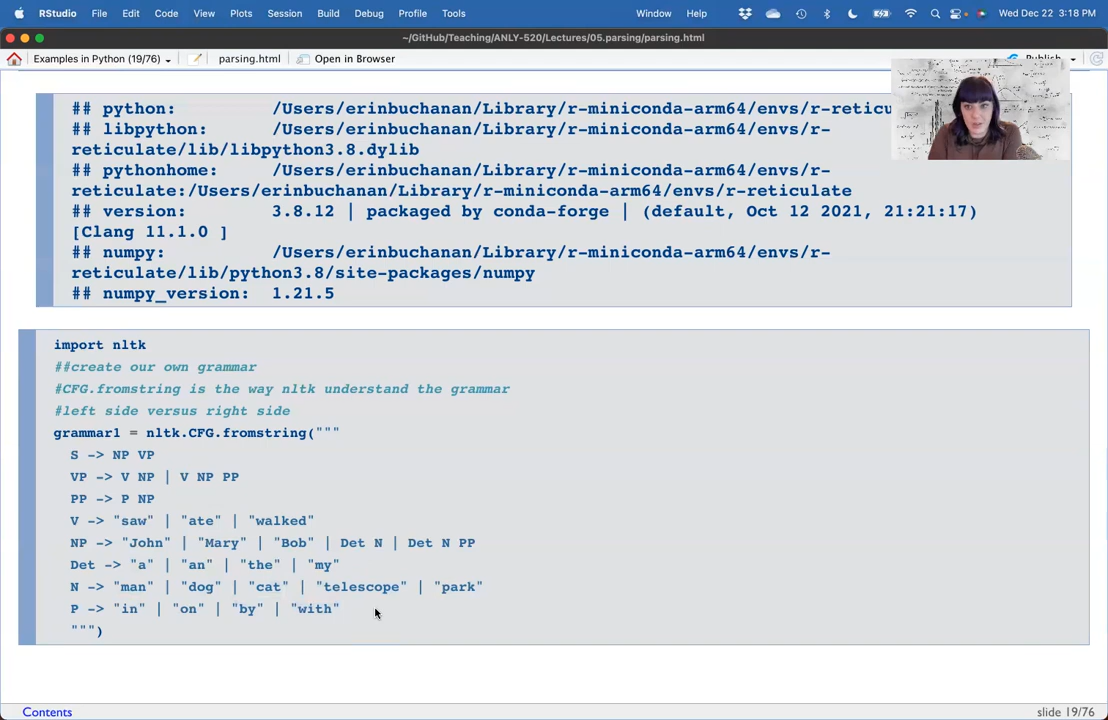 RStudio File Edit Code View Plots Session Build Debug Profile Tools Window Help Wed Dec 22 3:18 PM
~/GitHub/Teaching/ANLY-520/Lectures/05.parsing/parsing.html
Examples in Python (19/76) parsing.html Open in Browser Publish
## python: /Users/erinbuchanan/Library/r-miniconda-arm64/envs/r-reticu
## libpython: /Users/erinbuchanan/Library/r-miniconda-arm64/envs/r-
reticulate/lib/libpython3.8.dylib
## pythonhome: /Users/erinbuchanan/Library/r-miniconda-arm64/envs/r-
reticulate:/Users/erinbuchanan/Library/r-miniconda-arm64/envs/r-reticulate
## version: 3.8.12 | packaged by conda-forge | (default, Oct 12 2021, 21:21:17)
[Clang 11.1.0 ]
## numpy: /Users/erinbuchanan/Library/r-miniconda-arm64/envs/r-
reticulate/lib/python3.8/site-packages/numpy
## numpy_version: 1.21.5
import nltk
##create our own grammar
#CFG.fromstring is the way nltk understand the grammar
#left side versus right side
grammar1 = nltk.CFG.fromstring("""
S -> NP VP
VP -> V NP | V NP PP
PP -> P NP
V -> "saw" | "ate" | "walked"
NP -> "John" | "Mary" | "Bob" | Det N | Det N PP
Det -> "a" | "an" | "the" | "my"
N -> "man" | "dog" | "cat" | "telescope" | "park"
P -> "in" | "on" | "by" | "with"
""")
Contents slide 19/76